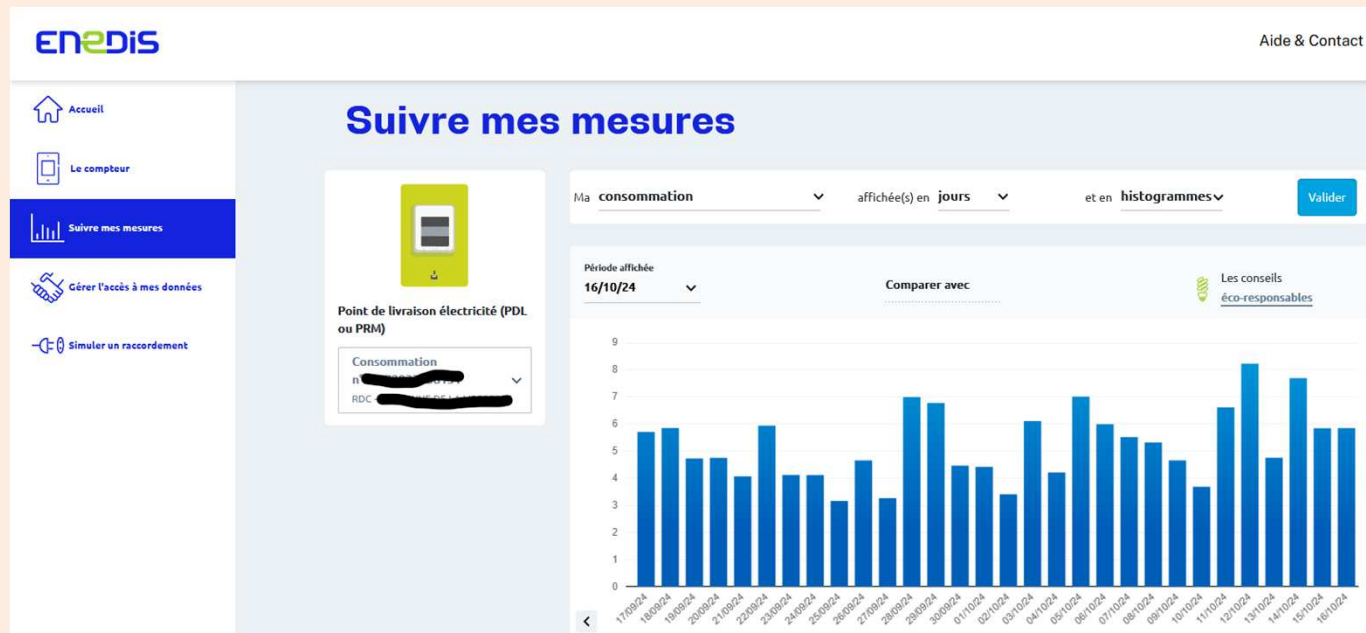 ENEDIS
Aide & Contact
Accueil
Le compteur
Suivre mes mesures
Gérer l'accès à mes données
Simuler un raccordement
Suivre mes mesures
Point de livraison électricité (PDL
ou PRM)
Consommation
RDC
Ma consommation affichée(s) en jours et en histogrammes Valider
Période affichée
16/10/24
Comparer avec
Les conseils
éco-responsables
9
8
7
6
5
4
3
2
1
0
17/09/24 18/09/24 19/09/24 20/09/24 21/09/24 22/09/24 23/09/24 24/09/24 25/09/24 26/09/24 27/09/24 28/09/24 29/09/24 30/09/24 01/10/24 02/10/24 03/10/24 04/10/24 05/10/24 06/10/24 07/10/24 08/10/24 09/10/24 10/10/24 11/10/24 12/10/24 13/10/24 14/10/24 15/10/24 16/10/24